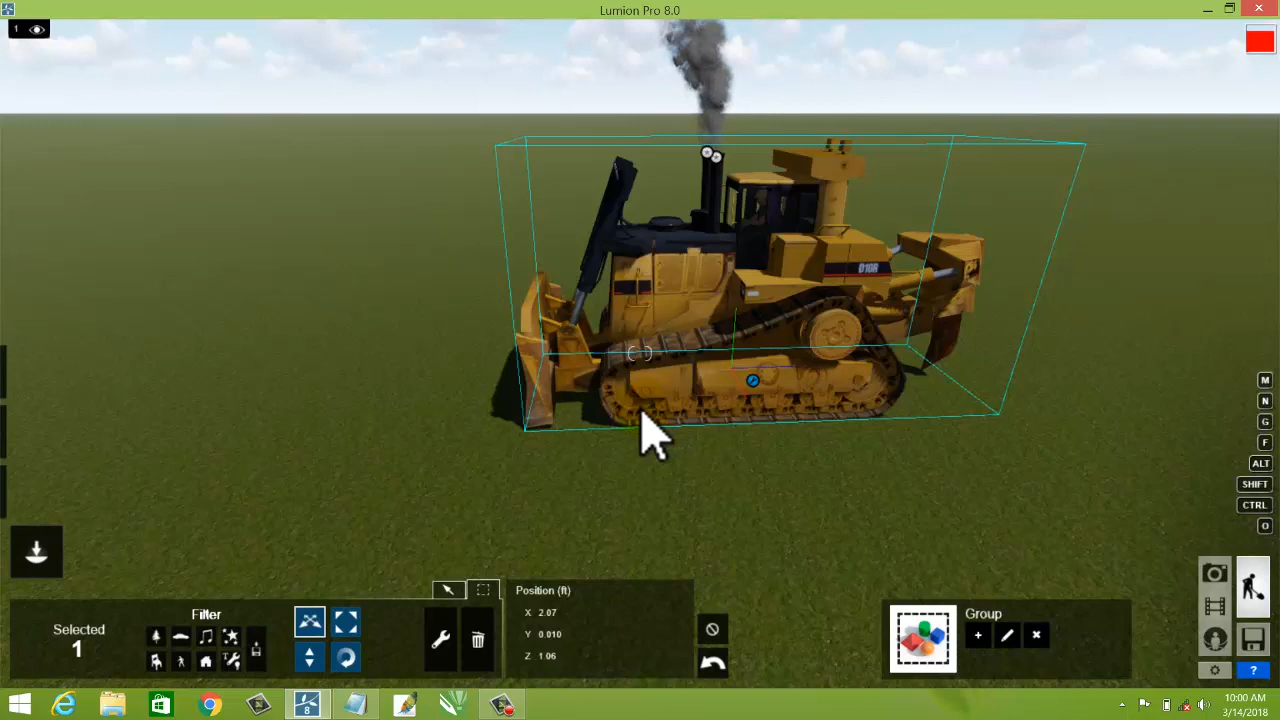 Lumion Pro 8.0
1
D10R
M
N
G
F
ALT
SHIFT
CTRL
O
Selected
1
Filter
Position (ft)
X 2.07
Y 0.010
Z 1.06
Group
?
8
10:00 AM
3/14/2018